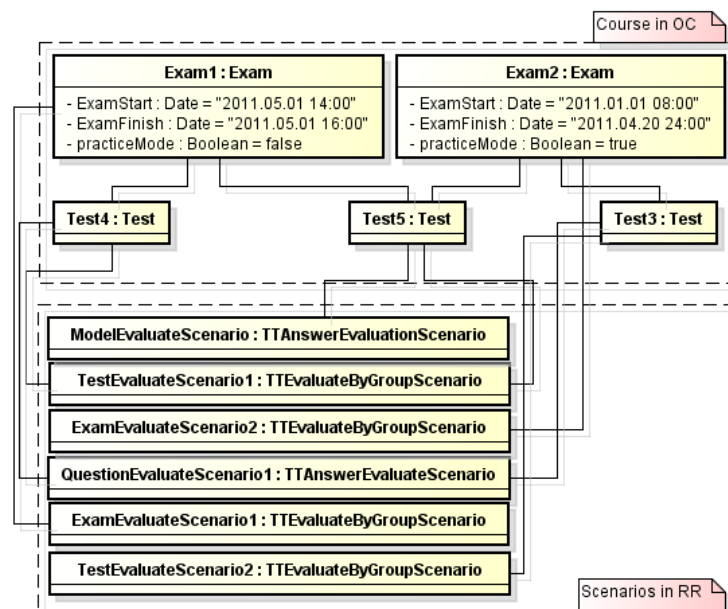 Course in OC
Exam1 : Exam
- ExamStart : Date = "2011.05.01 14:00"
- ExamFinish : Date = "2011.05.01 16:00"
- practiceMode : Boolean = false
Exam2 : Exam
- ExamStart : Date = "2011.01.01 08:00"
- ExamFinish : Date = "2011.04.20 24:00"
- practiceMode : Boolean = true
Test4 : Test
Test5 : Test
Test3 : Test
ModelEvaluateScenario : TTAnswerEvaluationScenario
TestEvaluateScenario1 : TTEvaluateByGroupScenario
ExamEvaluateScenario2 : TTEvaluateByGroupScenario
QuestionEvaluateScenario1 : TTAnswerEvaluateScenario
ExamEvaluateScenario1 : TTEvaluateByGroupScenario
TestEvaluateScenario2 : TTEvaluateByGroupScenario
Scenarios in RR